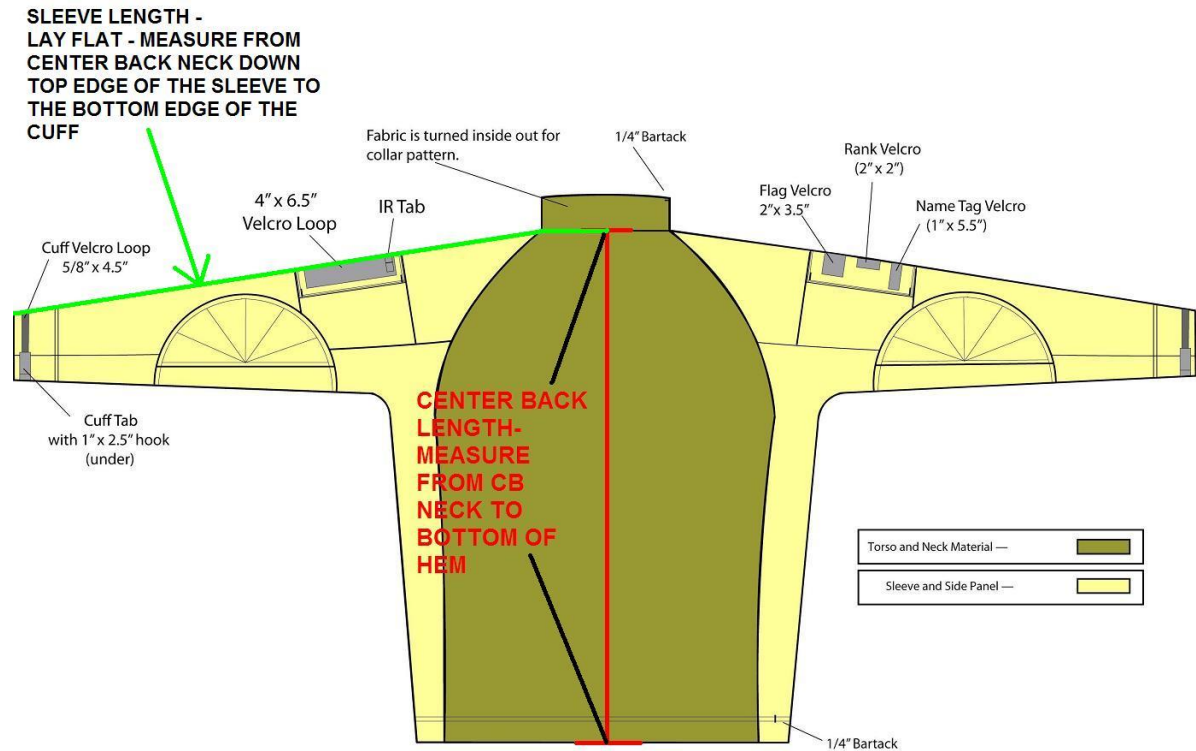 SLEEVE LENGTH -
LAY FLAT - MEASURE FROM
CENTER BACK NECK DOWN
TOP EDGE OF THE SLEEVE TO
THE BOTTOM EDGE OF THE
CUFF
Fabric is turned inside out for
collar pattern.
1/4” Bartack
Rank Velcro
(2” x 2”)
Flag Velcro
2”x 3.5”
Name Tag Velcro
(1” x 5.5”)
4” x 6.5”
Velcro Loop
IR Tab
Cuff Velcro Loop
5/8” x 4.5”
Cuff Tab
with 1” x 2.5” hook
(under)
CENTER BACK
LENGTH-
MEASURE
FROM CB
NECK TO
BOTTOM OF
HEM
Torso and Neck Material —
Sleeve and Side Panel —
1/4” Bartack